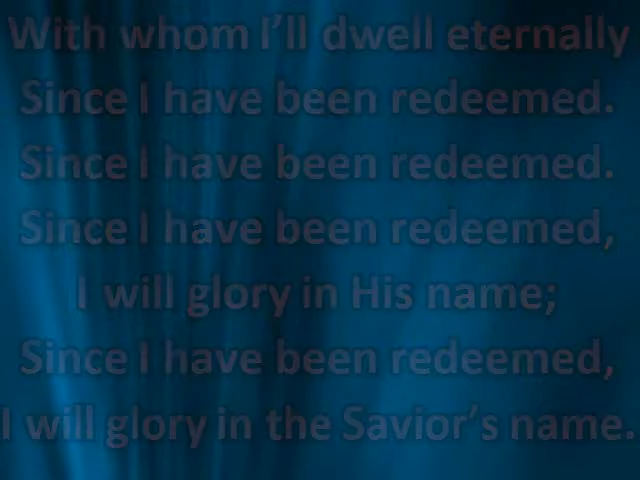 With whom I’ll dwell eternally
Since I have been redeemed.
Since I have been redeemed.
Since I have been redeemed,
I will glory in His name;
Since I have been redeemed,
I will glory in the Savior’s name.